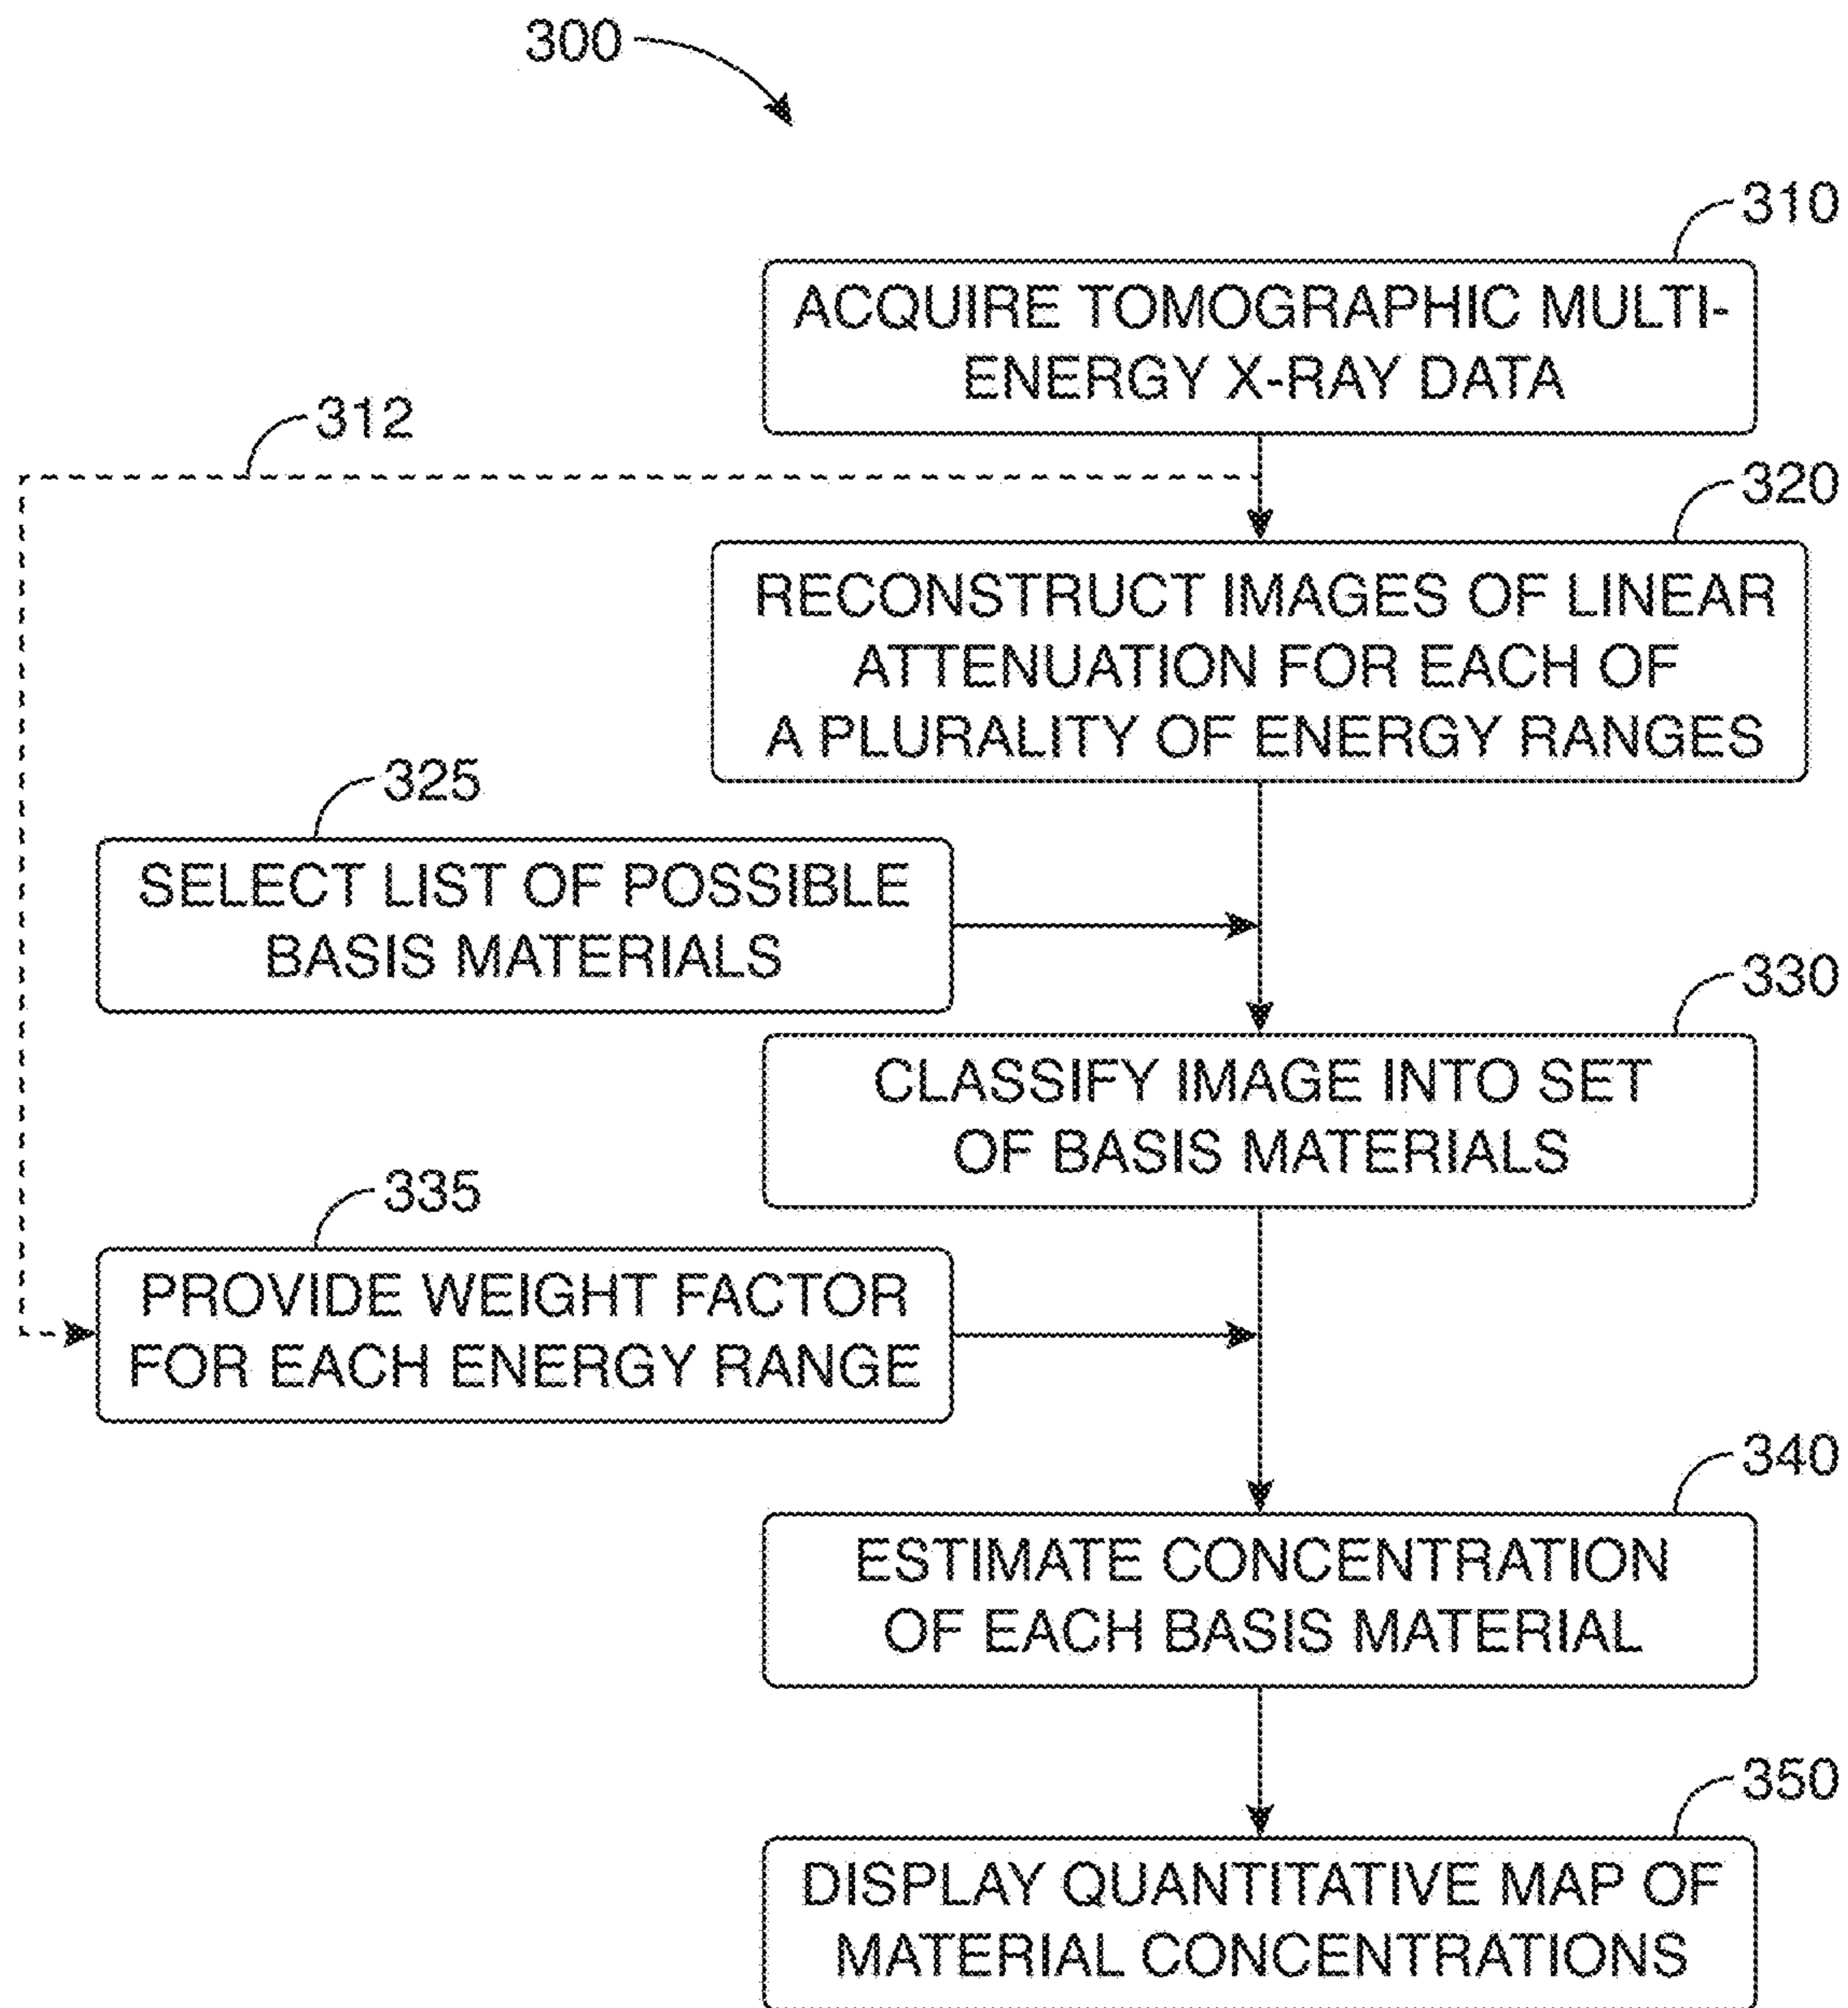 300
310
ACQUIRE TOMOGRAPHIC MULTI-
ENERGY X-RAY DATA
312
320
RECONSTRUCT IMAGES OF LINEAR
ATTENUATION FOR EACH OF
A PLURALITY OF ENERGY RANGES
325
SELECT LIST OF POSSIBLE
BASIS MATERIALS
330
CLASSIFY IMAGE INTO SET
OF BASIS MATERIALS
335
PROVIDE WEIGHT FACTOR
FOR EACH ENERGY RANGE
340
ESTIMATE CONCENTRATION
OF EACH BASIS MATERIAL
350
DISPLAY QUANTITATIVE MAP OF
MATERIAL CONCENTRATIONS